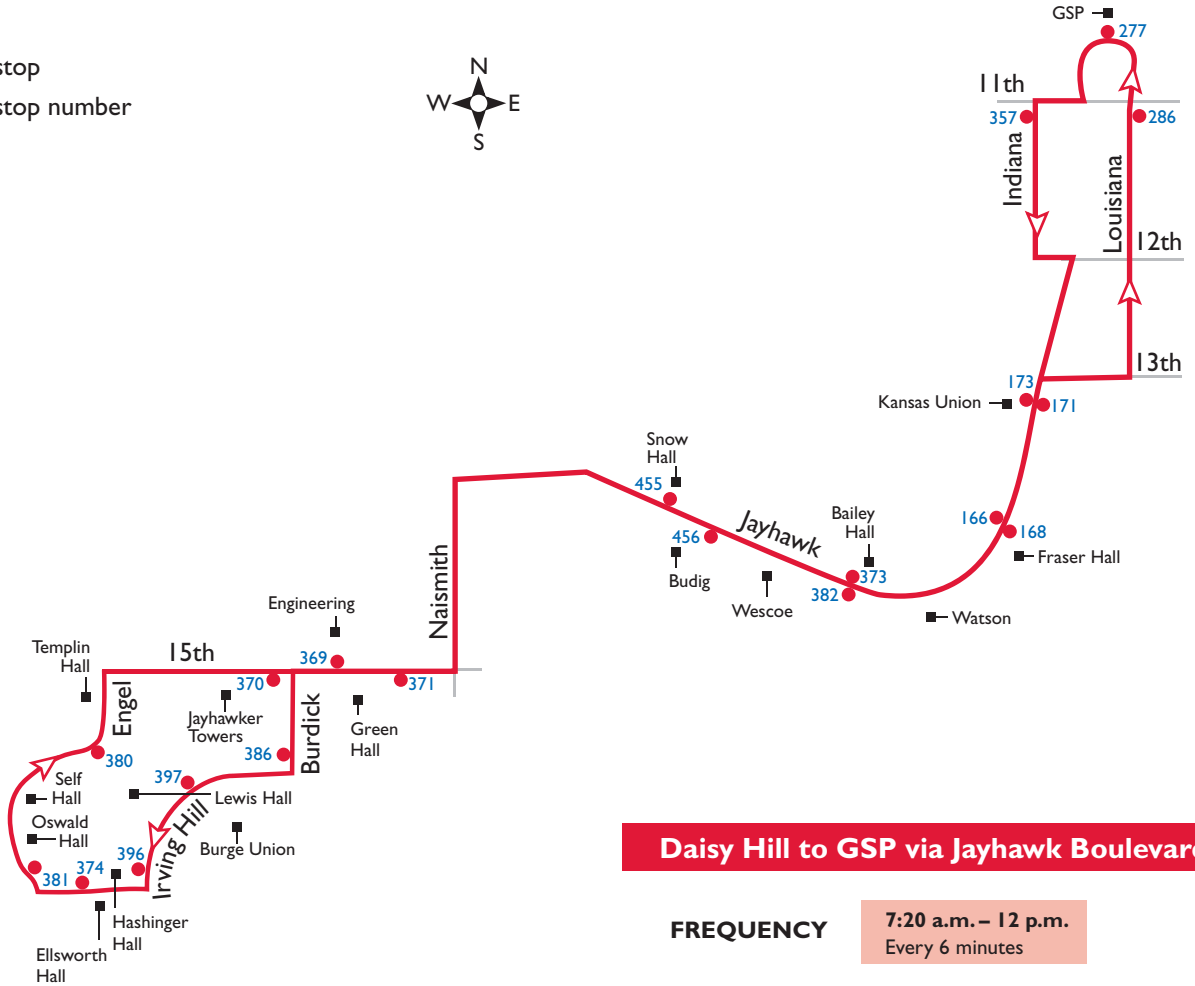 GSP
277
stop
stop number
N
W E
S
11th
357
286
Indiana
Louisiana
12th
13th
173
Kansas Union
171
Snow
Hall
455
456
Jayhawk
Bailey
Hall
166
168
Fraser Hall
Budig
373
382
Wescoe
Watson
Naismith
Engineering
Templin
Hall
15th
369
370
371
Engel
Jayhawker
Towers
Burdick
Green
Hall
380
386
397
Self
Hall
Lewis Hall
Oswald
Hall
Irving Hill
Burge Union
381
374
396
Hashinger
Hall
Ellsworth
Hall
Daisy Hill to GSP via Jayhawk Boulevard
FREQUENCY
7:20 a.m. – 12 p.m.
Every 6 minutes